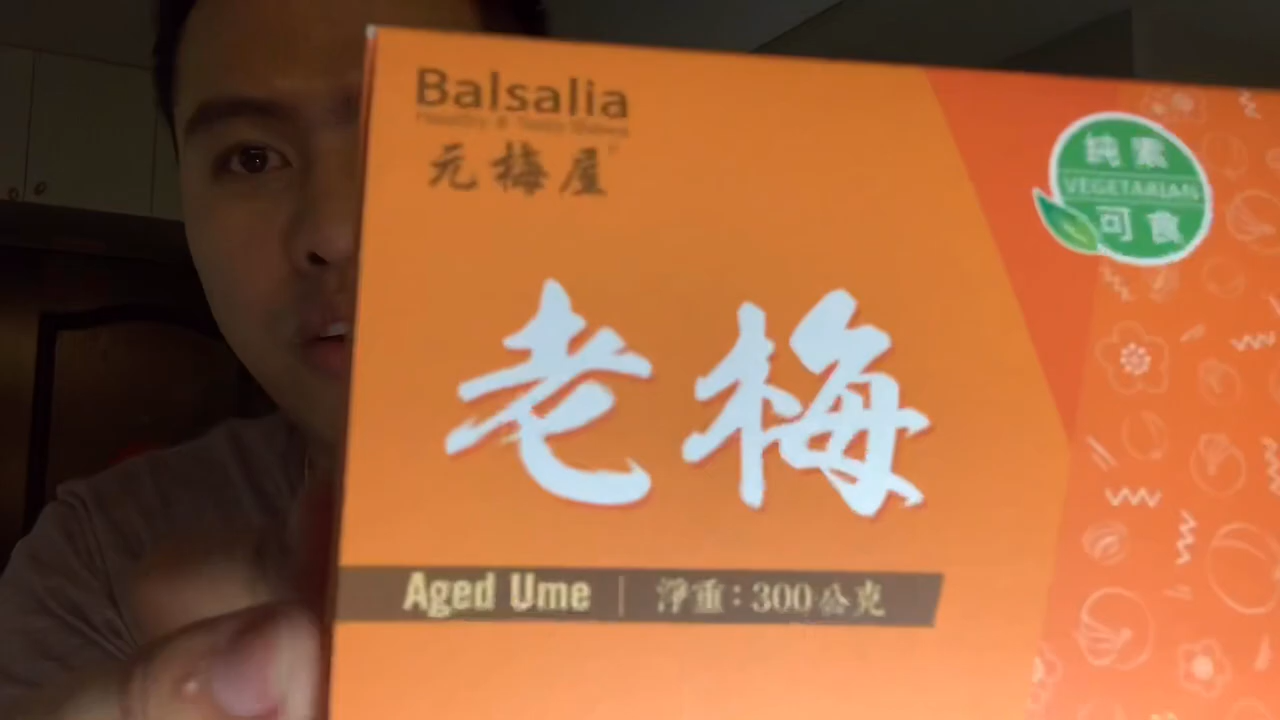 Balsalia
元梅屋
純素
VEGETARIAN
可食
老梅
Aged Ume | 淨重：300公克